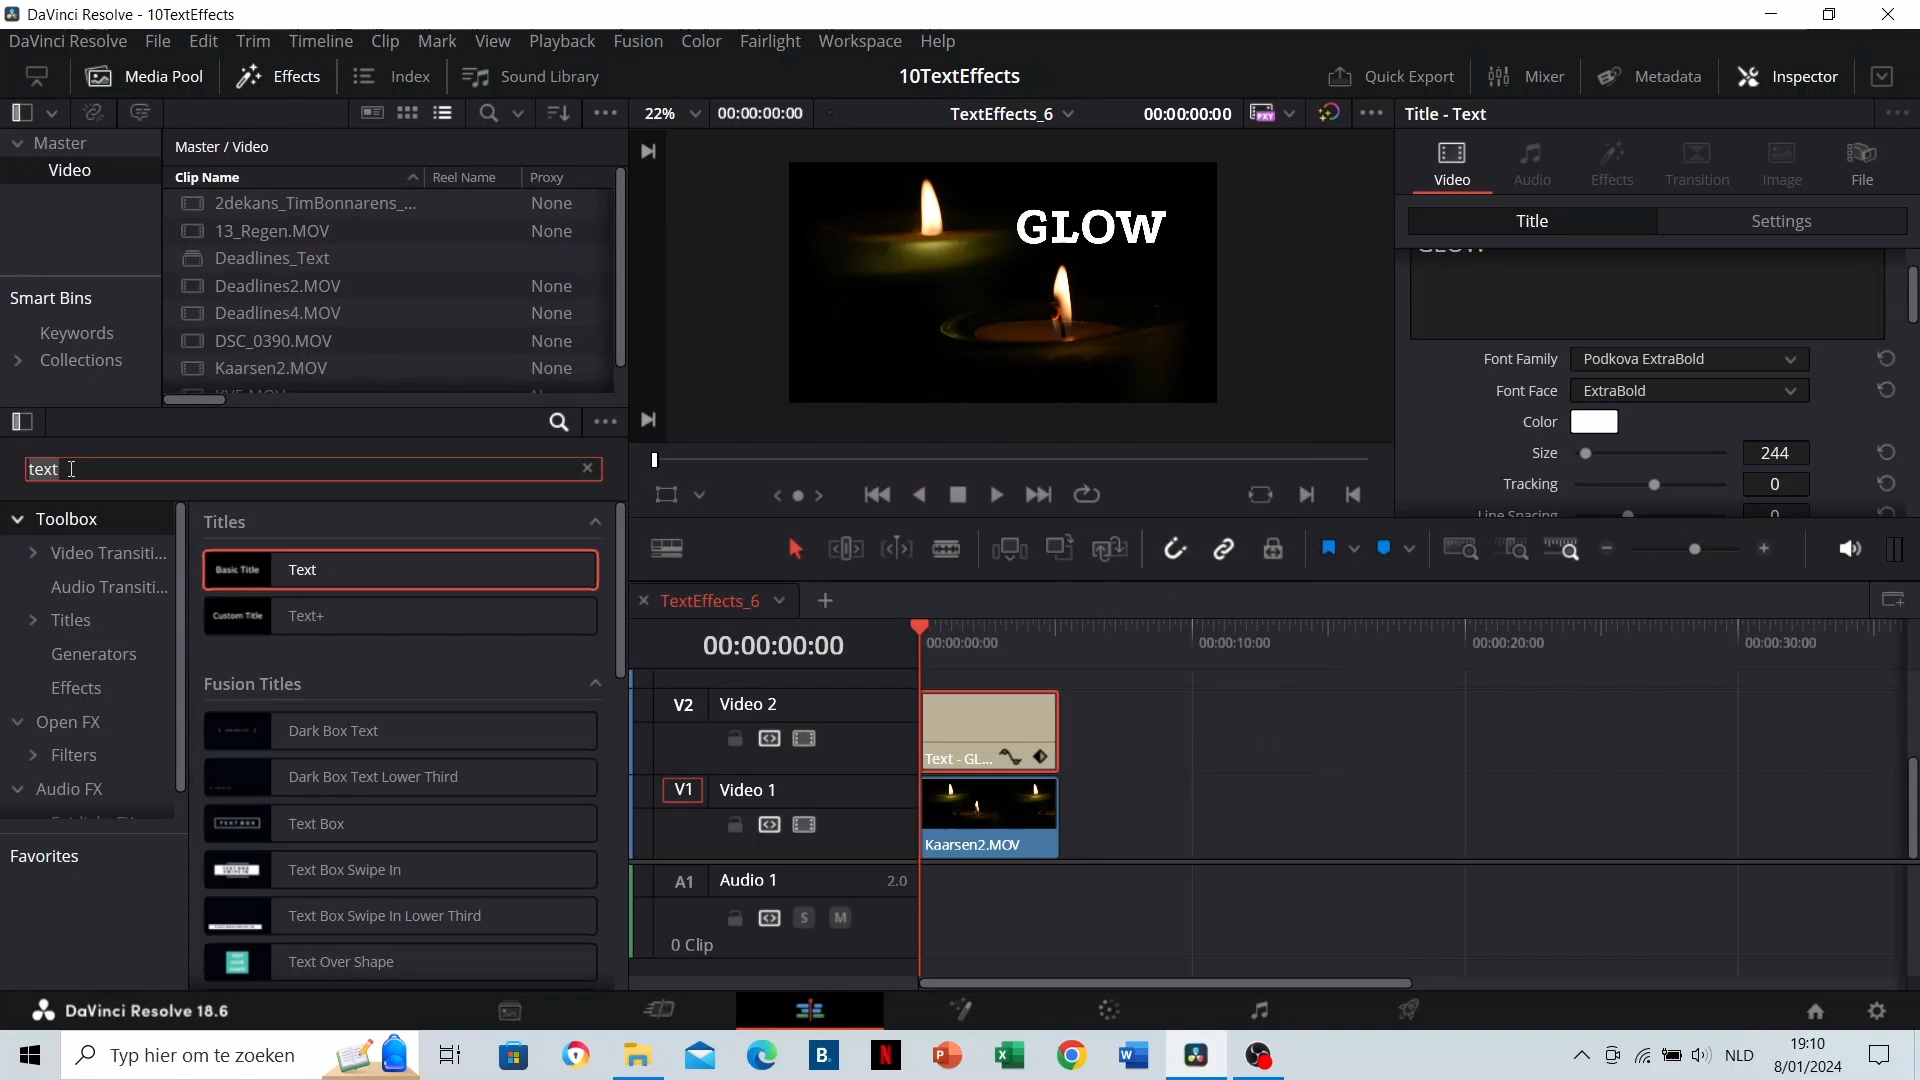 DaVinci Resolve - 10TextEffects
DaVinci Resolve File Edit Trim Timeline Clip Mark View Playback Fusion Color Fairlight Workspace Help
Media Pool Effects Index Sound Library 10TextEffects Quick Export Mixer Metadata Inspector
22% 00:00:00:00 TextEffects_6 00:00:00:00 PXY Title - Text
Master
Video
Master / Video
Clip Name Reel Name Proxy
2dekans_TimBonnarens_... None
13_Regen.MOV None
Deadlines_Text
Deadlines2.MOV None
Deadlines4.MOV None
DSC_0390.MOV None
Kaarsen2.MOV None
Smart Bins
Keywords
Collections
GLOW
Video Audio Effects Transition Image File
Title Settings
GLOW
Font Family Podkova ExtraBold
Font Face ExtraBold
Color
Size 244
Tracking 0
Line Spacing 0
text
Toolbox
Video Transiti...
Audio Transiti...
Titles
Generators
Effects
Open FX
Filters
Audio FX
Favorites
Titles
Basic Title Text
Custom Title Text+
Fusion Titles
Dark Box Text
Dark Box Text Lower Third
Text Box
Text Box Swipe In
Text Box Swipe In Lower Third
Text Over Shape
TextEffects_6
00:00:00:00 00:00:00:00 00:00:10:00 00:00:20:00 00:00:30:00
V2 Video 2
Text - GL...
V1 Video 1
Kaarsen2.MOV
A1 Audio 1 2.0
S M
0 Clip
DaVinci Resolve 18.6
Typ hier om te zoeken
B.
N
NLD
19:10
8/01/2024